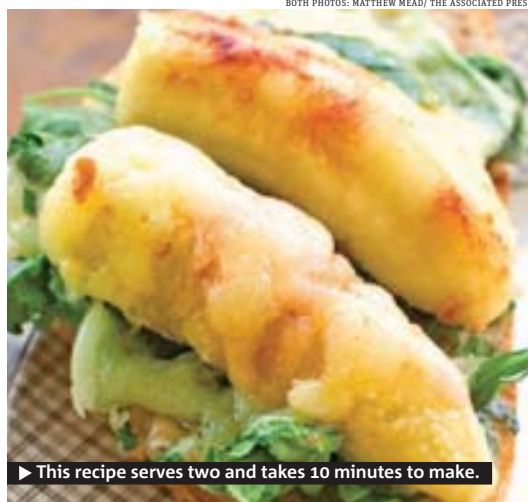 BOTH PHOTOS: MATTHEW MEAD/ THE ASSOCIATED PRES
▶ This recipe serves two and takes 10 minutes to make.